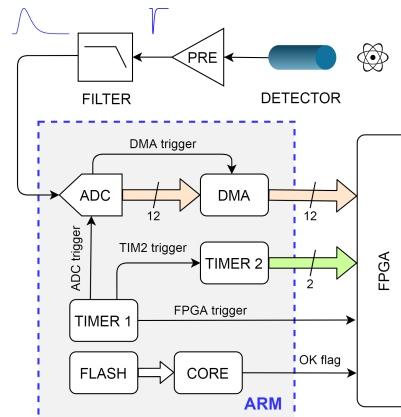 PRE
FILTER
DETECTOR
DMA trigger
ADC
12
DMA
12
ADC trigger
TIM2 trigger
TIMER 2
2
FPGA
TIMER 1
FPGA trigger
FLASH
CORE
OK flag
ARM